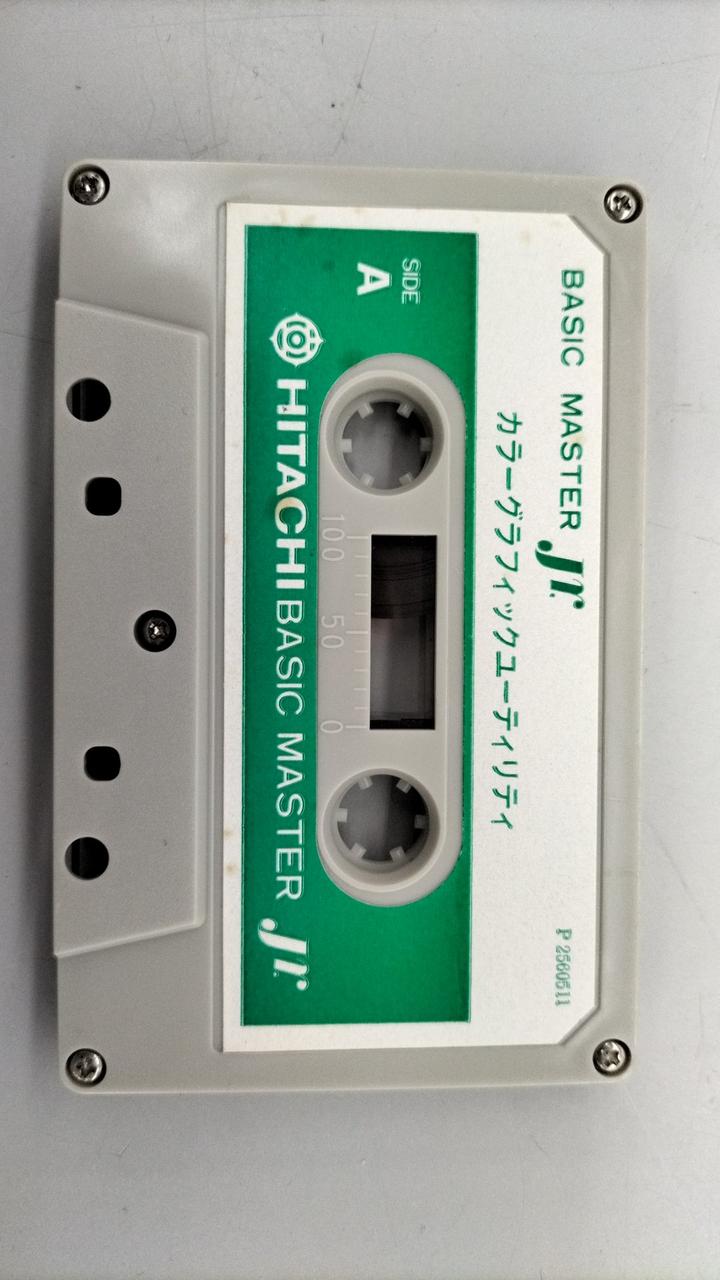 BASIC MASTER Jr.
カラーグラフィックユーティリティ
P 2560511
SIDE
A
100 50 0
HITACHI BASIC MASTER Jr.